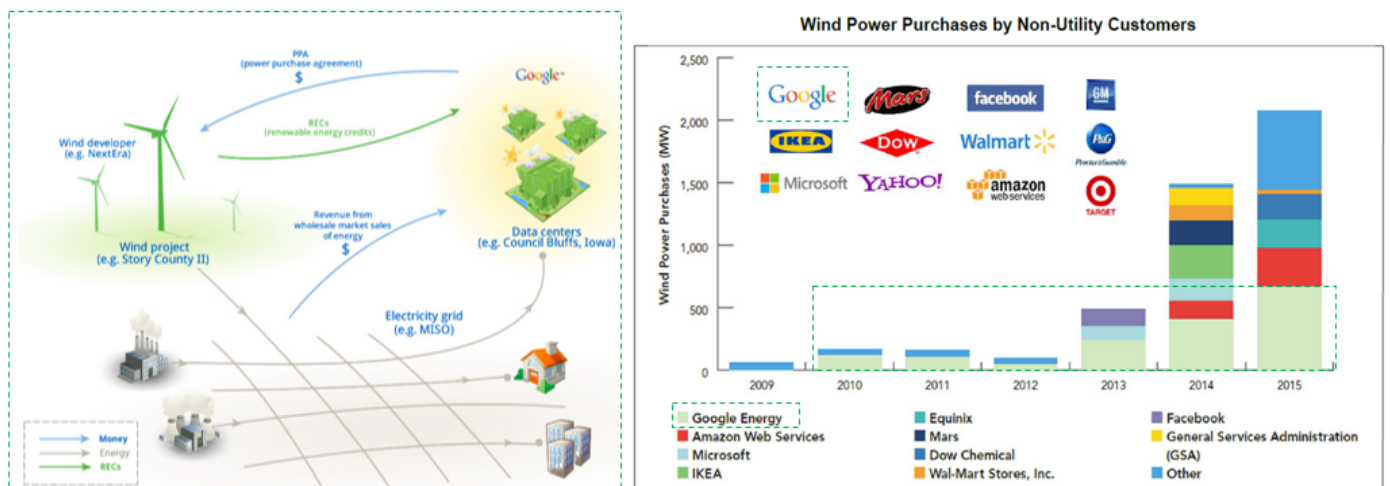 PPA
(power purchase agreement)
$
Google™
RECs
(renewable energy credits)
Wind developer
(e.g. NextEra)
Revenue from
wholesale market sales
of energy
$
Data centers
(e.g. Council Bluffs, Iowa)
Wind project
(e.g. Story County II)
Electricity grid
(e.g. MISO)
Money
Energy
RECs
Wind Power Purchases by Non-Utility Customers
Wind Power Purchases (MW)
2,500
2,000
1,500
1,000
500
0
Google
Mars
facebook
GM
IKEA
Dow
Walmart
P&G
Procter&Gamble
Microsoft
YAHOO!
amazon
webservices
TARGET
2009 2010 2011 2012 2013 2014 2015
Google Energy
Amazon Web Services
Microsoft
IKEA
Equinix
Mars
Dow Chemical
Wal-Mart Stores, Inc.
Facebook
General Services Administration
(GSA)
Other